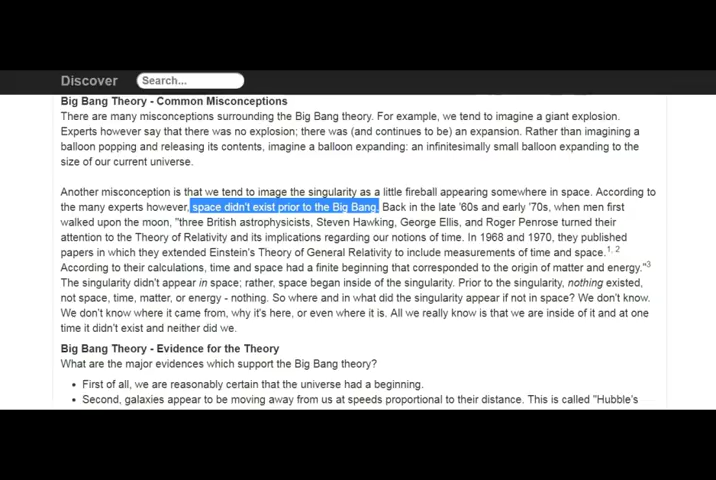 Discover Search...
Big Bang Theory - Common Misconceptions
There are many misconceptions surrounding the Big Bang theory. For example, we tend to imagine a giant explosion.
Experts however say that there was no explosion; there was (and continues to be) an expansion. Rather than imagining a
balloon popping and releasing its contents, imagine a balloon expanding: an infinitesimally small balloon expanding to the
size of our current universe.
Another misconception is that we tend to image the singularity as a little fireball appearing somewhere in space. According to
the many experts however, space didn't exist prior to the Big Bang. Back in the late '60s and early '70s, when men first
walked upon the moon, "three British astrophysicists, Steven Hawking, George Ellis, and Roger Penrose turned their
attention to the Theory of Relativity and its implications regarding our notions of time. In 1968 and 1970, they published
papers in which they extended Einstein's Theory of General Relativity to include measurements of time and space.1, 2
According to their calculations, time and space had a finite beginning that corresponded to the origin of matter and energy."3
The singularity didn't appear in space; rather, space began inside of the singularity. Prior to the singularity, nothing existed,
not space, time, matter, or energy - nothing. So where and in what did the singularity appear if not in space? We don't know.
We don't know where it came from, why it's here, or even where it is. All we really know is that we are inside of it and at one
time it didn't exist and neither did we.
Big Bang Theory - Evidence for the Theory
What are the major evidences which support the Big Bang theory?
• First of all, we are reasonably certain that the universe had a beginning.
• Second, galaxies appear to be moving away from us at speeds proportional to their distance. This is called "Hubble's